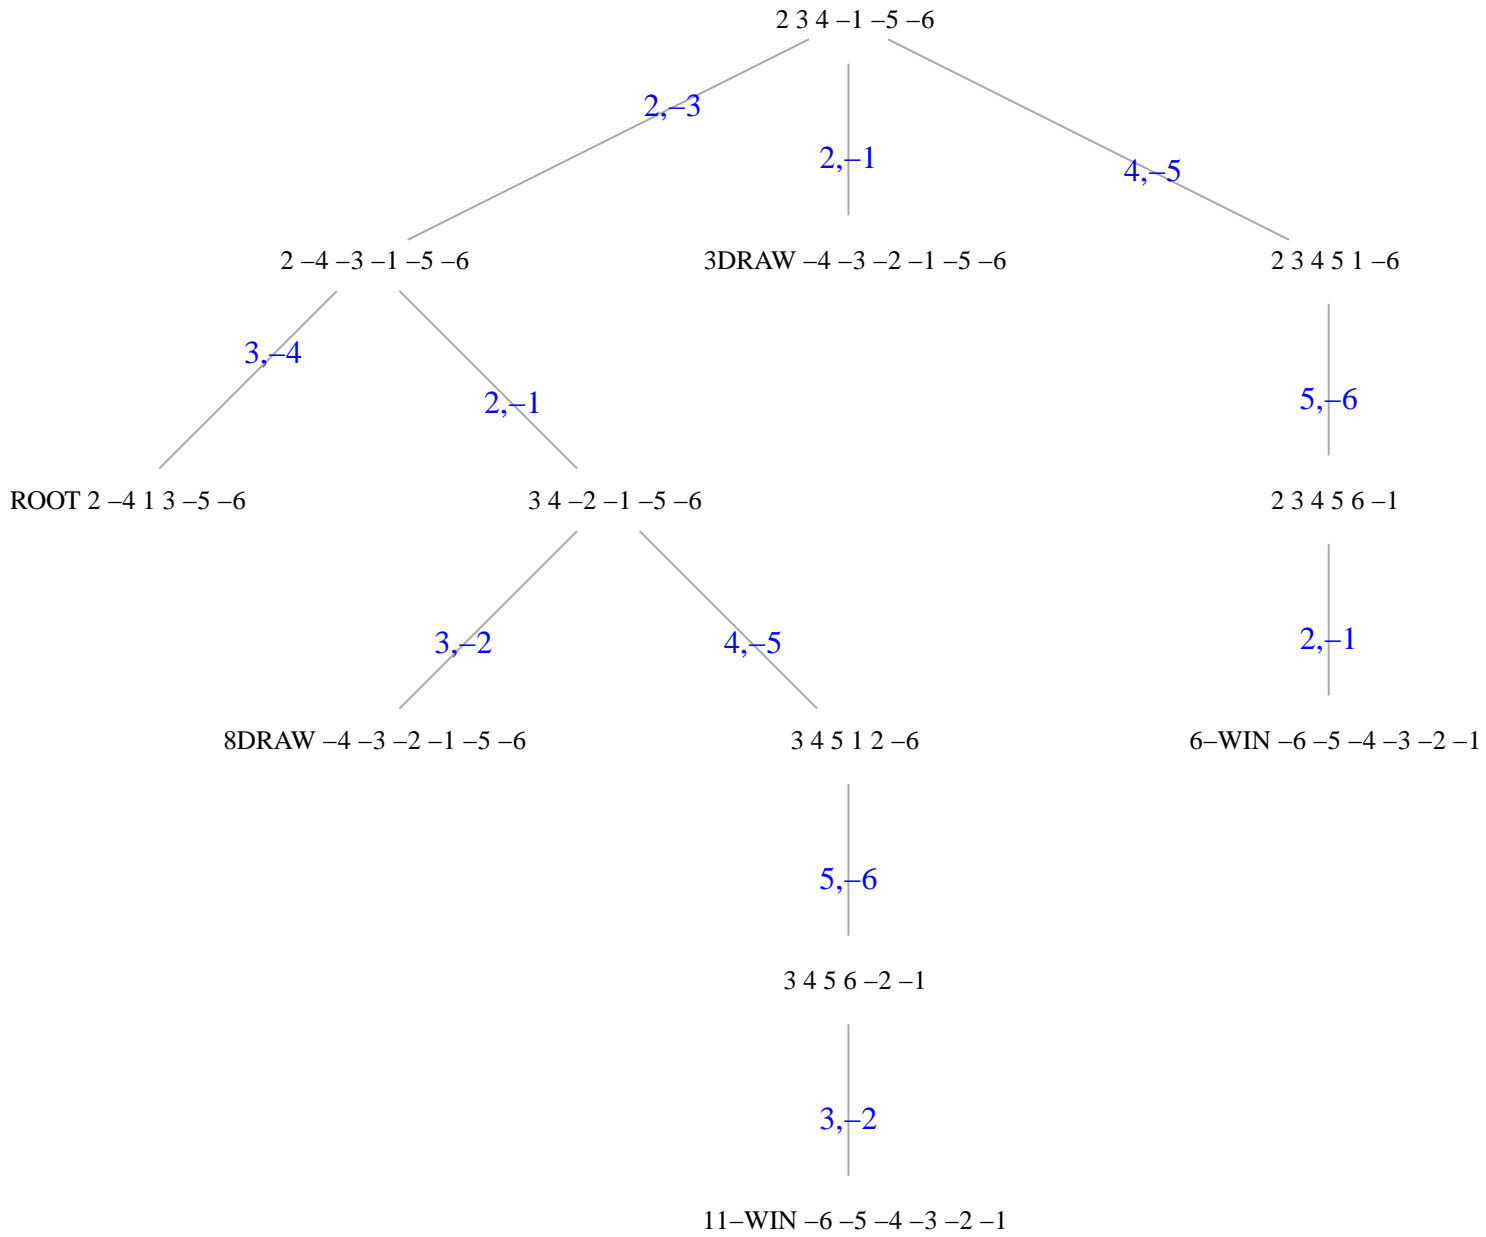 2 3 4 –1 –5 –6
2,–3
2,–1
4,–5
2 –4 –3 –1 –5 –6
3DRAW –4 –3 –2 –1 –5 –6
2 3 4 5 1 –6
3,–4
2,–1
5,–6
ROOT 2 –4 1 3 –5 –6
3 4 –2 –1 –5 –6
2 3 4 5 6 –1
3,–2
4,–5
2,–1
8DRAW –4 –3 –2 –1 –5 –6
3 4 5 1 2 –6
6–WIN –6 –5 –4 –3 –2 –1
5,–6
3 4 5 6 –2 –1
3,–2
11–WIN –6 –5 –4 –3 –2 –1